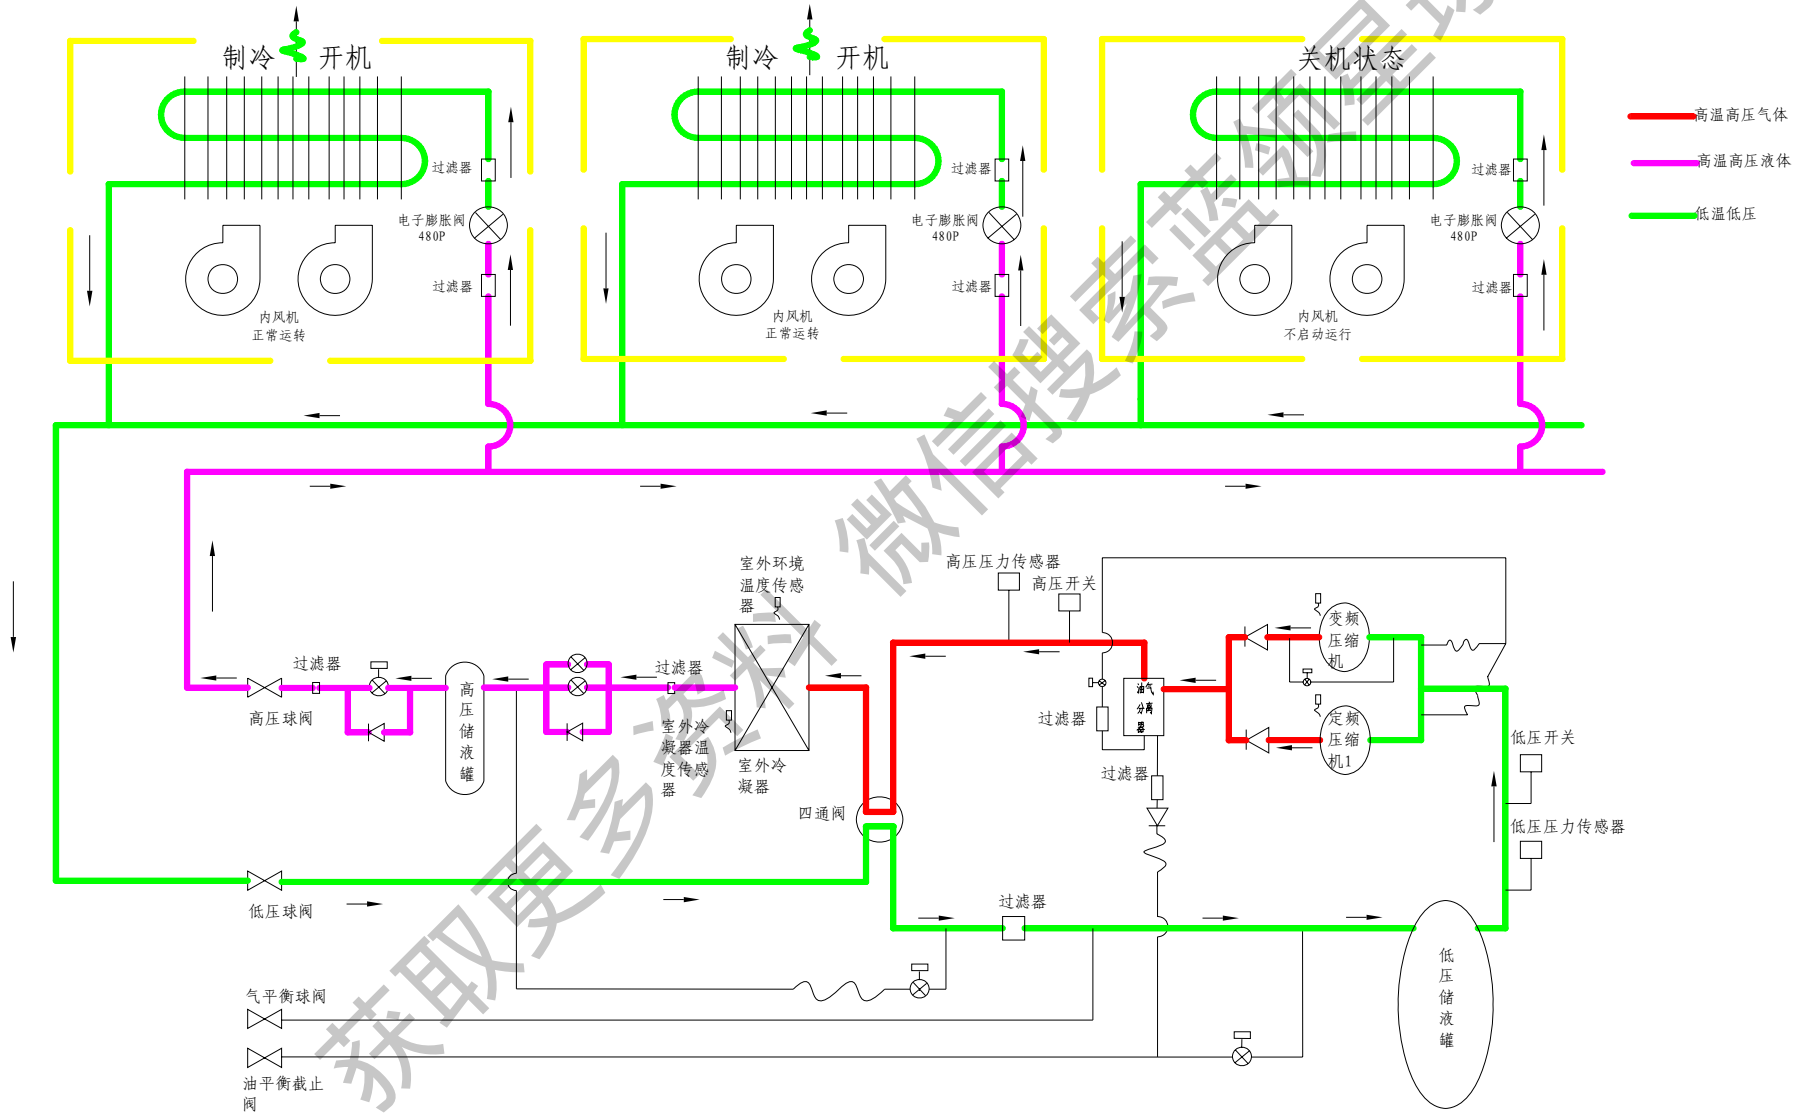 制冷 开机
制冷 开机
关机状态
高温高压气体
高温高压液体
低温低压
过滤器
电子膨胀阀
480P
过滤器
内风机
正常运转
过滤器
电子膨胀阀
480P
过滤器
内风机
正常运转
过滤器
电子膨胀阀
480P
过滤器
内风机
不启动运行
室外环境
温度传感
器
高压压力传感器
高压开关
变频
压缩
机
过滤器
高压球阀
高
压
储
液
罐
过滤器
室外冷
凝器温
度传感
器
室外冷
凝器
四通阀
油气
分离
器
过滤器
过滤器
定频
压缩
机1
低压开关
低压压力传感器
低压球阀
过滤器
低
压
储
液
罐
气平衡球阀
油平衡截止
阀
获取更多资料 微信搜索蓝领星球